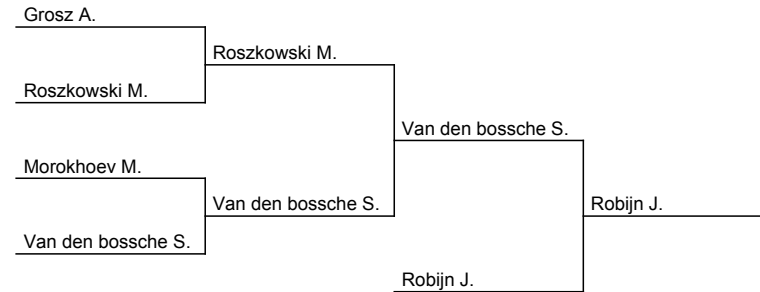 Grosz A.
Roszkowski M.
Roszkowski M.
Van den bossche S.
Morokhoev M.
Van den bossche S.
Robijn J.
Van den bossche S.
Robijn J.